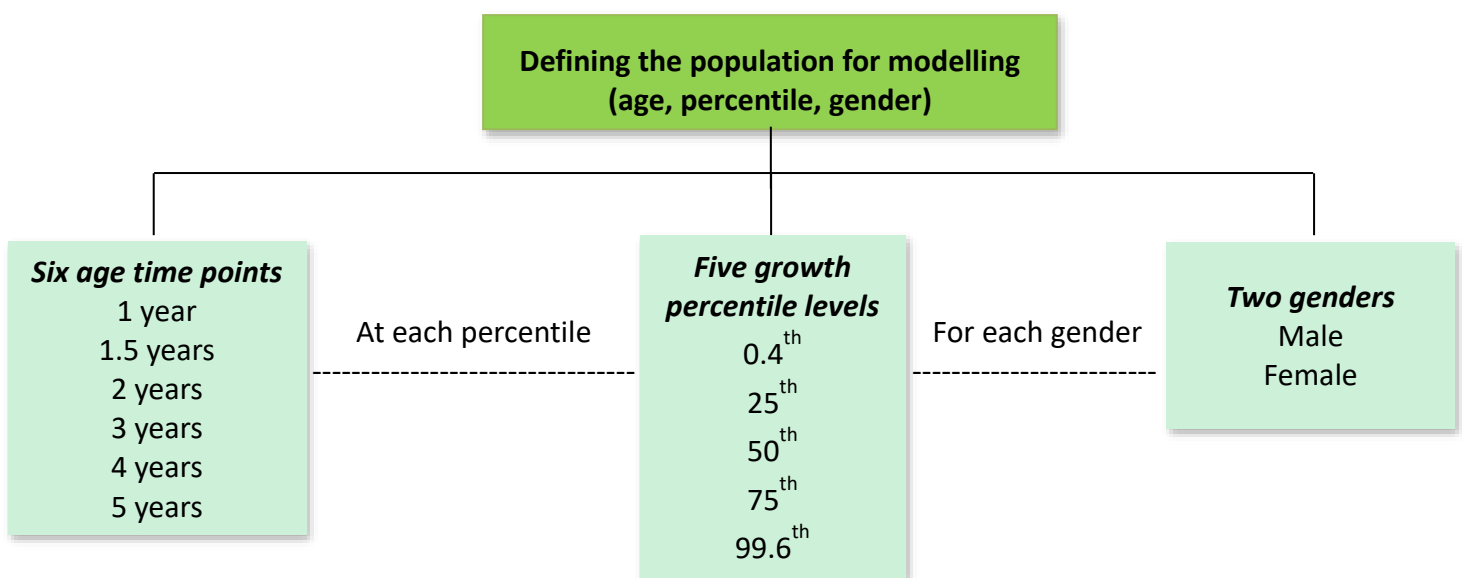 Defining the population for modelling
(age, percentile, gender)
Six age time points
1 year
1.5 years
2 years
3 years
4 years
5 years
At each percentile
Five growth
percentile levels
0.4th
25th
50th
75th
99.6th
For each gender
Two genders
Male
Female